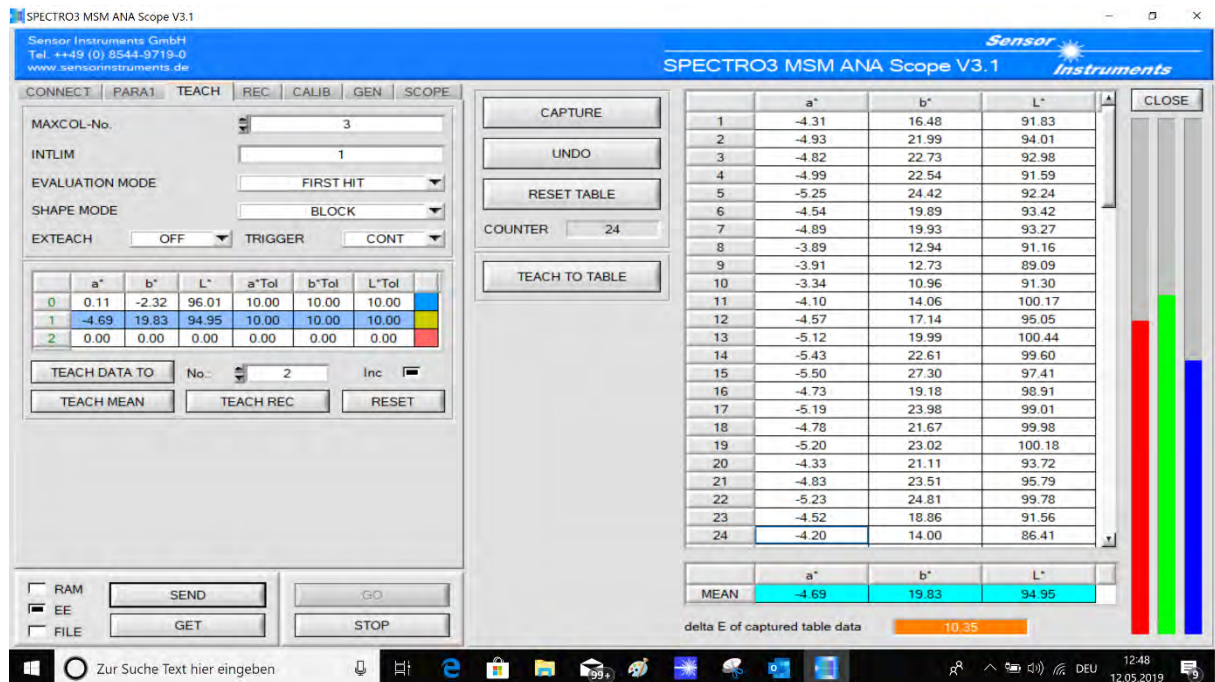 SPECTRO3 MSM ANA Scope V3.1
Sensor Instruments GmbH
Tel. ++49 (0) 8544-9719-0
www.sensorinstruments.de
Sensor
Instruments
SPECTRO3 MSM ANA Scope V3.1
CONNECT PARA1 TEACH REC CALIB GEN SCOPE
MAXCOL-No. 3
INTLIM 1
EVALUATION MODE FIRST HIT
SHAPE MODE BLOCK
EXTEACH OFF TRIGGER CONT
a* b* L* a*Tol b*Tol L*Tol
0 0.11 -2.32 96.01 10.00 10.00 10.00
1 -4.69 19.83 94.95 10.00 10.00 10.00
2 0.00 0.00 0.00 0.00 0.00 0.00
TEACH DATA TO No.: 2 Inc
TEACH MEAN TEACH REC RESET
RAM
EE
FILE
SEND
GET
GO
STOP
CAPTURE
UNDO
RESET TABLE
COUNTER 24
TEACH TO TABLE
CLOSE
a* b* L*
1 -4.31 16.48 91.83
2 -4.93 21.99 94.01
3 -4.82 22.73 92.98
4 -4.99 22.54 91.59
5 -5.25 24.42 92.24
6 -4.54 19.89 93.42
7 -4.89 19.93 93.27
8 -3.89 12.94 91.16
9 -3.91 12.73 89.09
10 -3.34 10.96 91.30
11 -4.10 14.06 100.17
12 -4.57 17.14 95.05
13 -5.12 19.99 100.44
14 -5.43 22.61 99.60
15 -5.50 27.30 97.41
16 -4.73 19.18 98.91
17 -5.19 23.98 99.01
18 -4.78 21.67 99.98
19 -5.20 23.02 100.18
20 -4.33 21.11 93.72
21 -4.83 23.51 95.79
22 -5.23 24.81 99.78
23 -4.52 18.86 91.56
24 -4.20 14.00 86.41
a* b* L*
MEAN -4.69 19.83 94.95
delta E of captured table data 10.35
Zur Suche Text hier eingeben
99+
DEU
12:48
12.05.2019
9